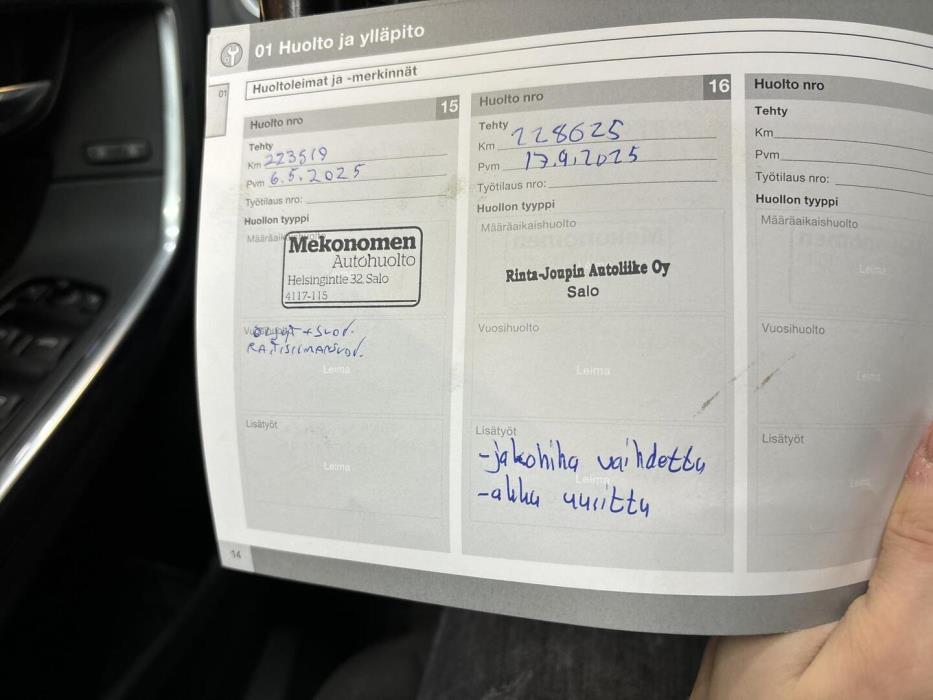 01 Huolto ja ylläpito
01
Huoltoleimat ja -merkinnät
Huolto nro 15
Tehty
Km 223519
Pvm 6.5.2025
Työtilaus nro:
Huollon tyyppi
Mekonomen
Autohuolto
Helsingintie 32, Salo
4117-115
+ SUOD.
RAITISILMANSUOD.
Leima
Lisätyöt
Leima
14
Huolto nro 16
Tehty
Km 228625
Pvm 17.9.2025
Työtilaus nro:
Huollon tyyppi
Määräaikaishuolto
Rinta-Joupin Autoliike Oy
Salo
Vuosihuolto
Leima
Lisätyöt
-jakohihna vaihdettu
Leima
-akku uusittu
Huolto nro
Tehty
Km
Pvm
Työtilaus nro:
Huollon tyyppi
Määräaikaishuolto
Leima
Vuosihuolto
Leima
Lisätyöt